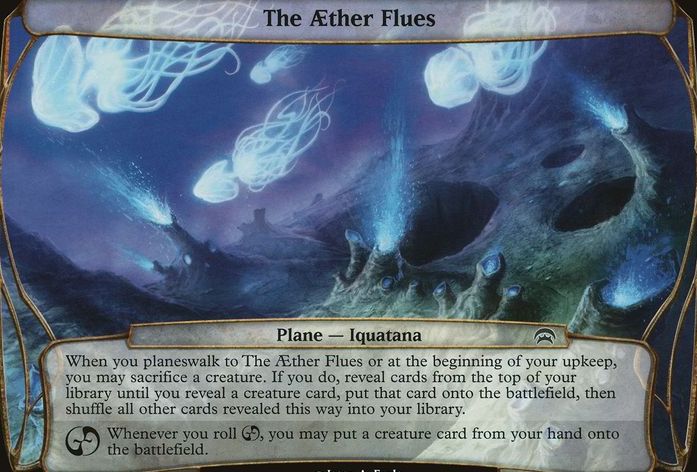 The Æther Flues
Plane — Iquatana
When you planeswalk to The Æther Flues or at the beginning of your upkeep,
you may sacrifice a creature. If you do, reveal cards from the top of your
library until you reveal a creature card, put that card onto the battlefield, then
shuffle all other cards revealed this way into your library.
Whenever you roll , you may put a creature card from your hand onto
the battlefield.